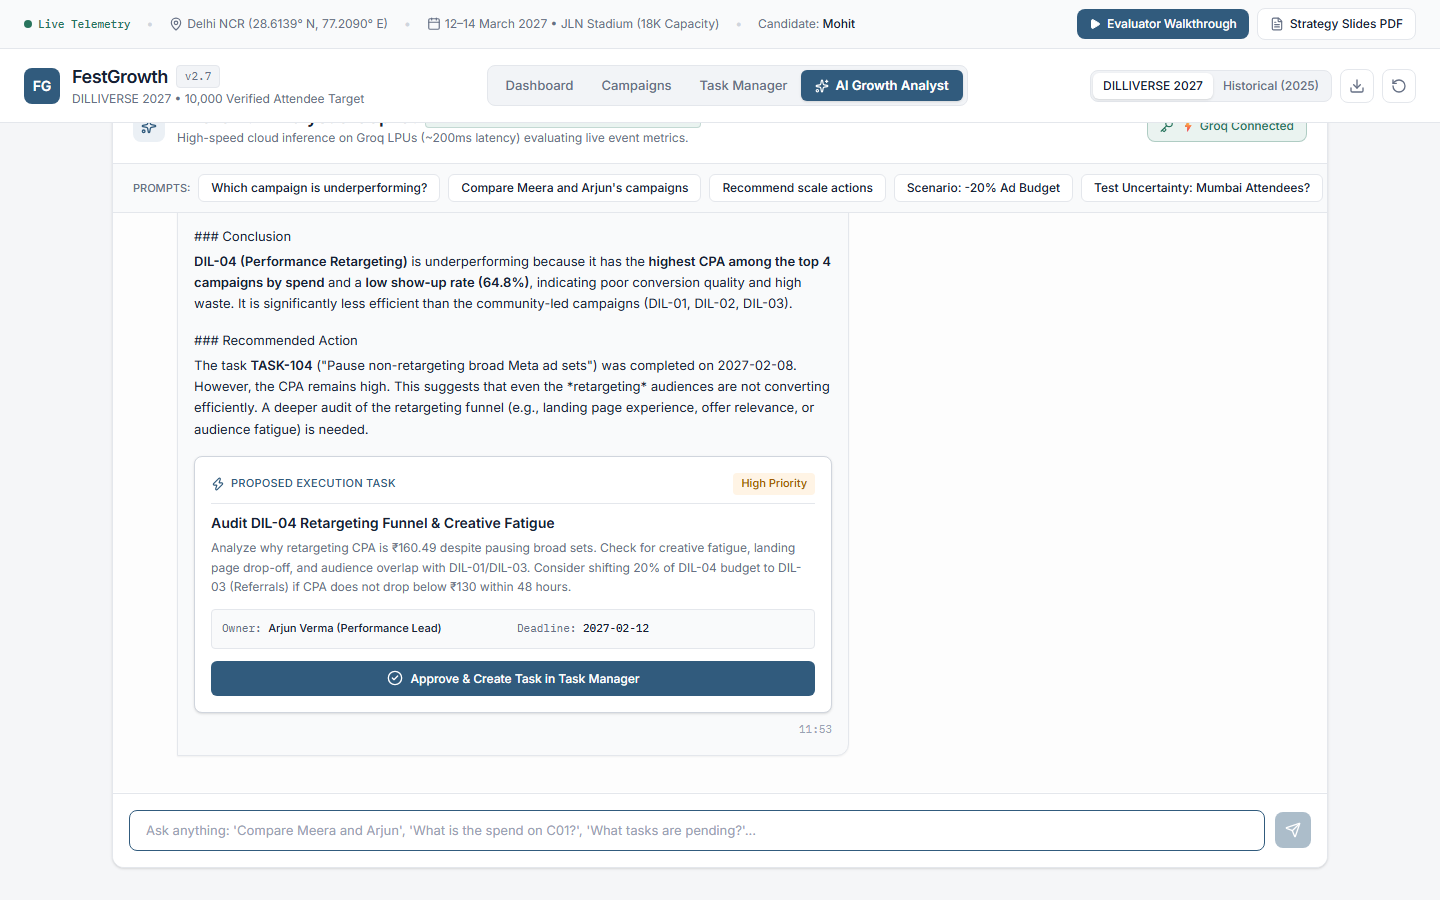 Live Telemetry
Delhi NCR (28.6139° N, 77.2090° E)
12–14 March 2027 • JLN Stadium (18K Capacity)
Candidate: Mohit
Evaluator Walkthrough
Strategy Slides PDF
FG
FestGrowth v2.7
DILLIVERSE 2027 • 10,000 Verified Attendee Target
Dashboard
Campaigns
Task Manager
AI Growth Analyst
DILLIVERSE 2027
Historical (2025)
High-speed cloud inference on Groq LPUs (~200ms latency) evaluating live event metrics.
Groq Connected
PROMPTS:
Which campaign is underperforming?
Compare Meera and Arjun's campaigns
Recommend scale actions
Scenario: -20% Ad Budget
Test Uncertainty: Mumbai Attendees?
### Conclusion
DIL-04 (Performance Retargeting) is underperforming because it has the highest CPA among the top 4
campaigns by spend and a low show-up rate (64.8%), indicating poor conversion quality and high
waste. It is significantly less efficient than the community-led campaigns (DIL-01, DIL-02, DIL-03).
### Recommended Action
The task TASK-104 ("Pause non-retargeting broad Meta ad sets") was completed on 2027-02-08.
However, the CPA remains high. This suggests that even the *retargeting* audiences are not converting
efficiently. A deeper audit of the retargeting funnel (e.g., landing page experience, offer relevance, or
audience fatigue) is needed.
PROPOSED EXECUTION TASK
High Priority
Audit DIL-04 Retargeting Funnel & Creative Fatigue
Analyze why retargeting CPA is ₹160.49 despite pausing broad sets. Check for creative fatigue, landing
page drop-off, and audience overlap with DIL-01/DIL-03. Consider shifting 20% of DIL-04 budget to DIL-
03 (Referrals) if CPA does not drop below ₹130 within 48 hours.
Owner: Arjun Verma (Performance Lead)
Deadline: 2027-02-12
Approve & Create Task in Task Manager
11:53
Ask anything: 'Compare Meera and Arjun', 'What is the spend on C01?', 'What tasks are pending?'...